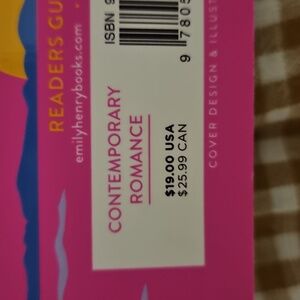 READERS GU
emilyhenrybooks.com
ISBN 9
9 7805
CONTEMPORARY
ROMANCE
$19.00 USA
$25.99 CAN
COVER DESIGN & ILLUST